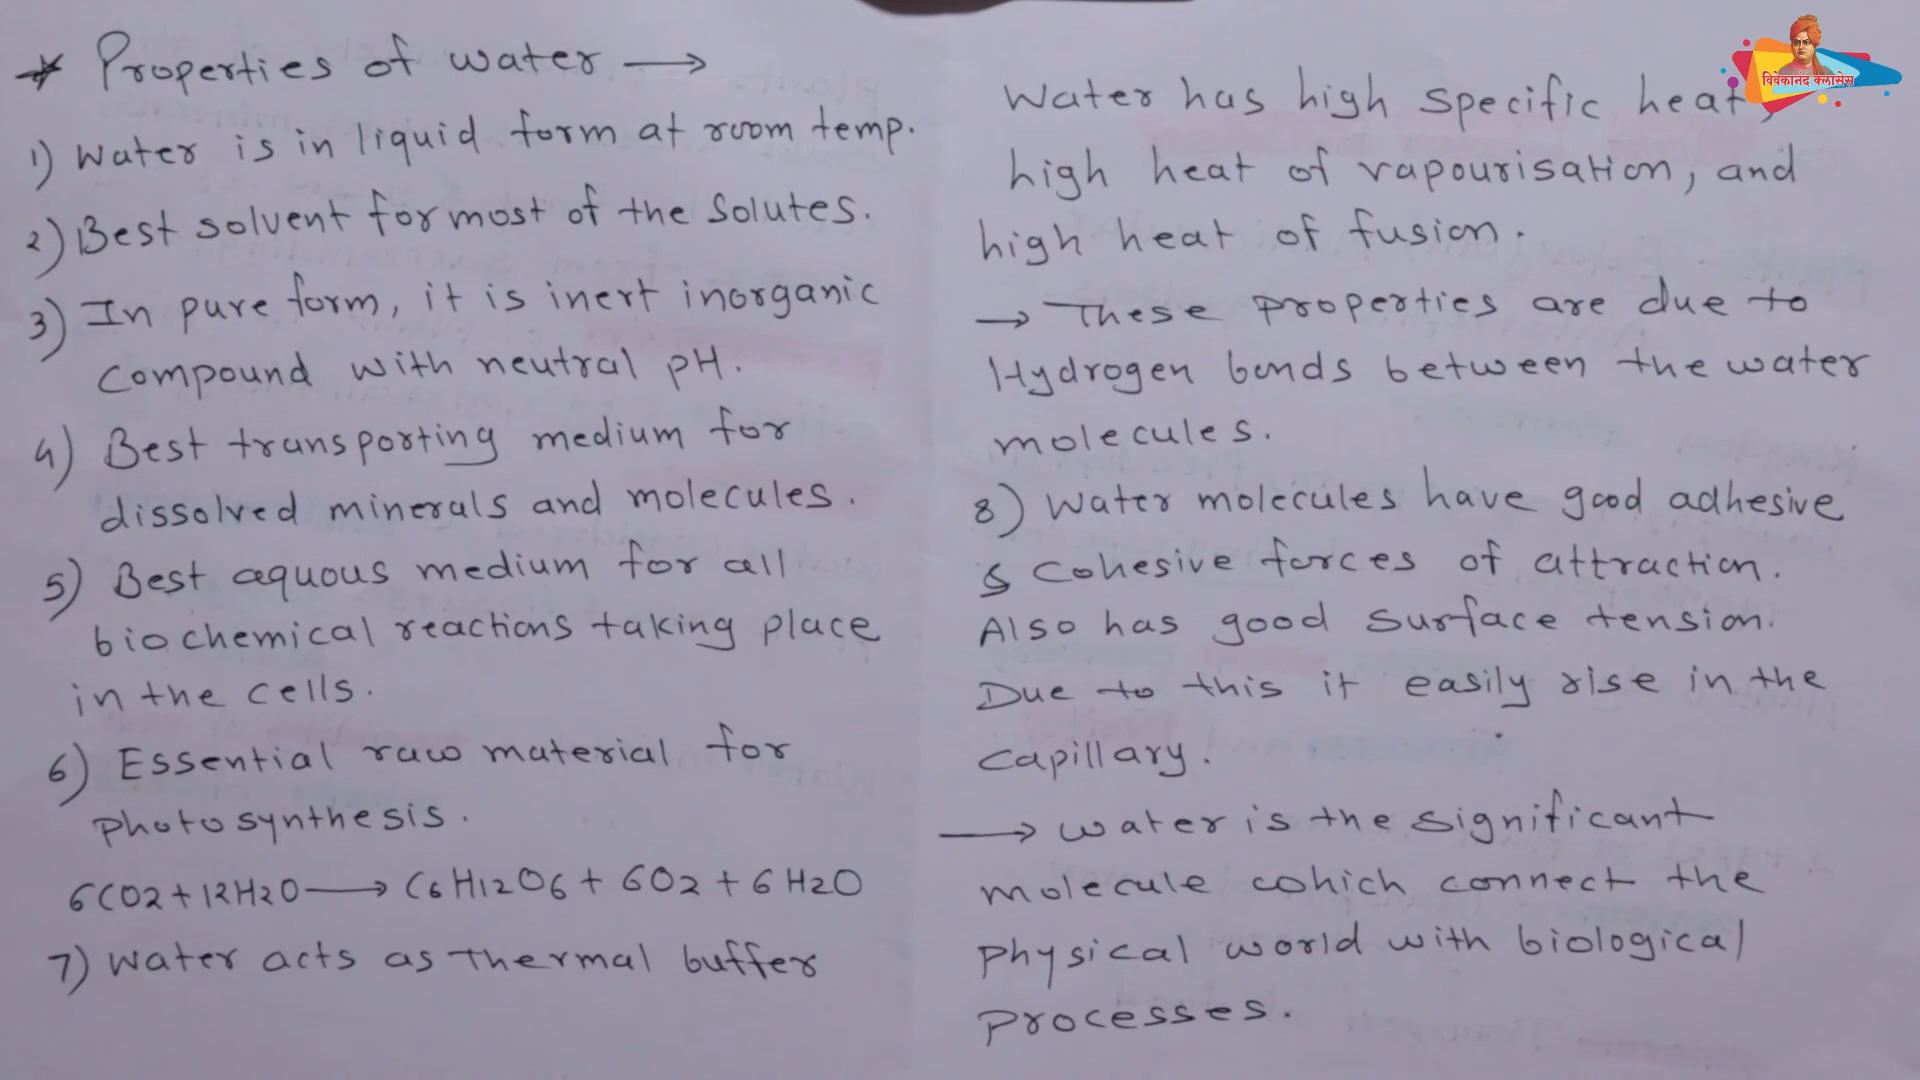 * Properties of water →
1) Water is in liquid form at room temp.
2) Best solvent for most of the solutes.
3) In pure form, it is inert inorganic
compound with neutral pH.
4) Best transporting medium for
dissolved minerals and molecules.
5) Best aquous medium for all
biochemical reactions taking place
in the cells.
6) Essential raw material for
photosynthesis.
6CO2 + 12H2O → C6H12O6 + 6O2 + 6H2O
7) Water acts as thermal buffer
Water has high specific heat,
high heat of vapourisation, and
high heat of fusion.
→ These properties are due to
Hydrogen bonds between the water
molecules.
8) Water molecules have good adhesive
& cohesive forces of attraction.
Also has good surface tension.
Due to this it easily rise in the
capillary.
→ water is the significant
molecule which connect the
physical world with biological
processes.
विवेकानंद क्लासेस